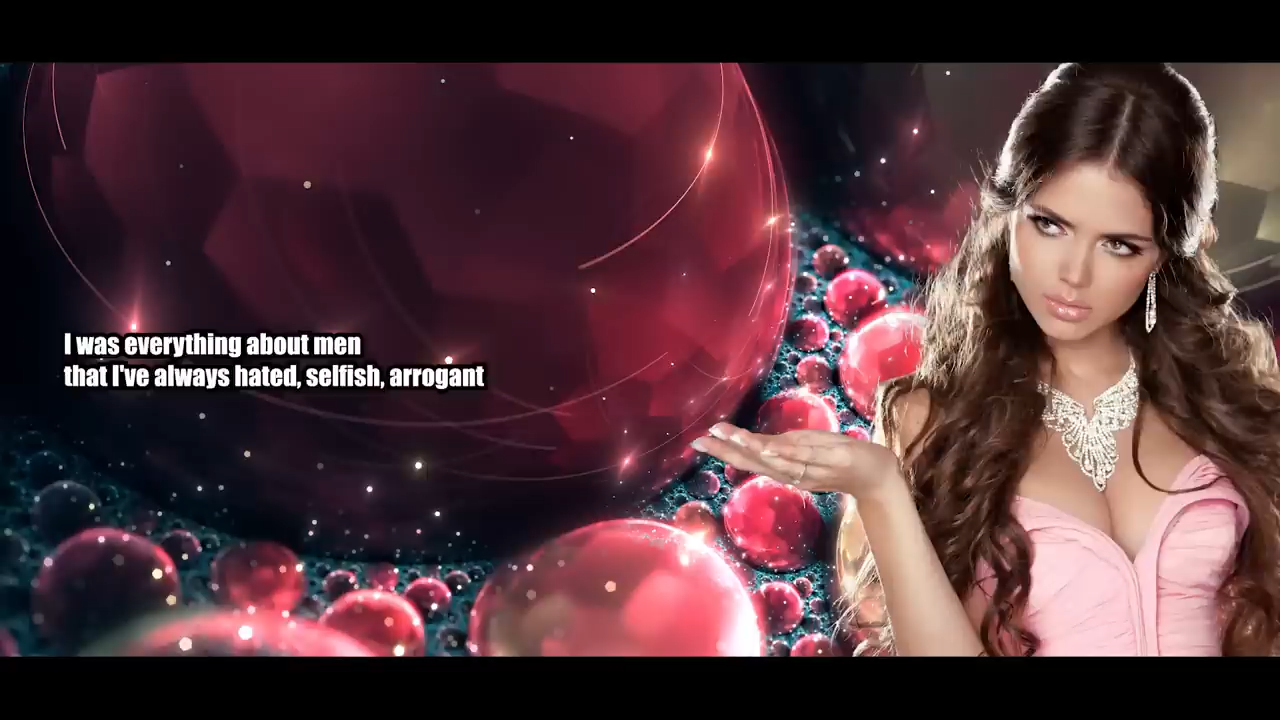 I was everything about men
that I've always hated, selfish, arrogant